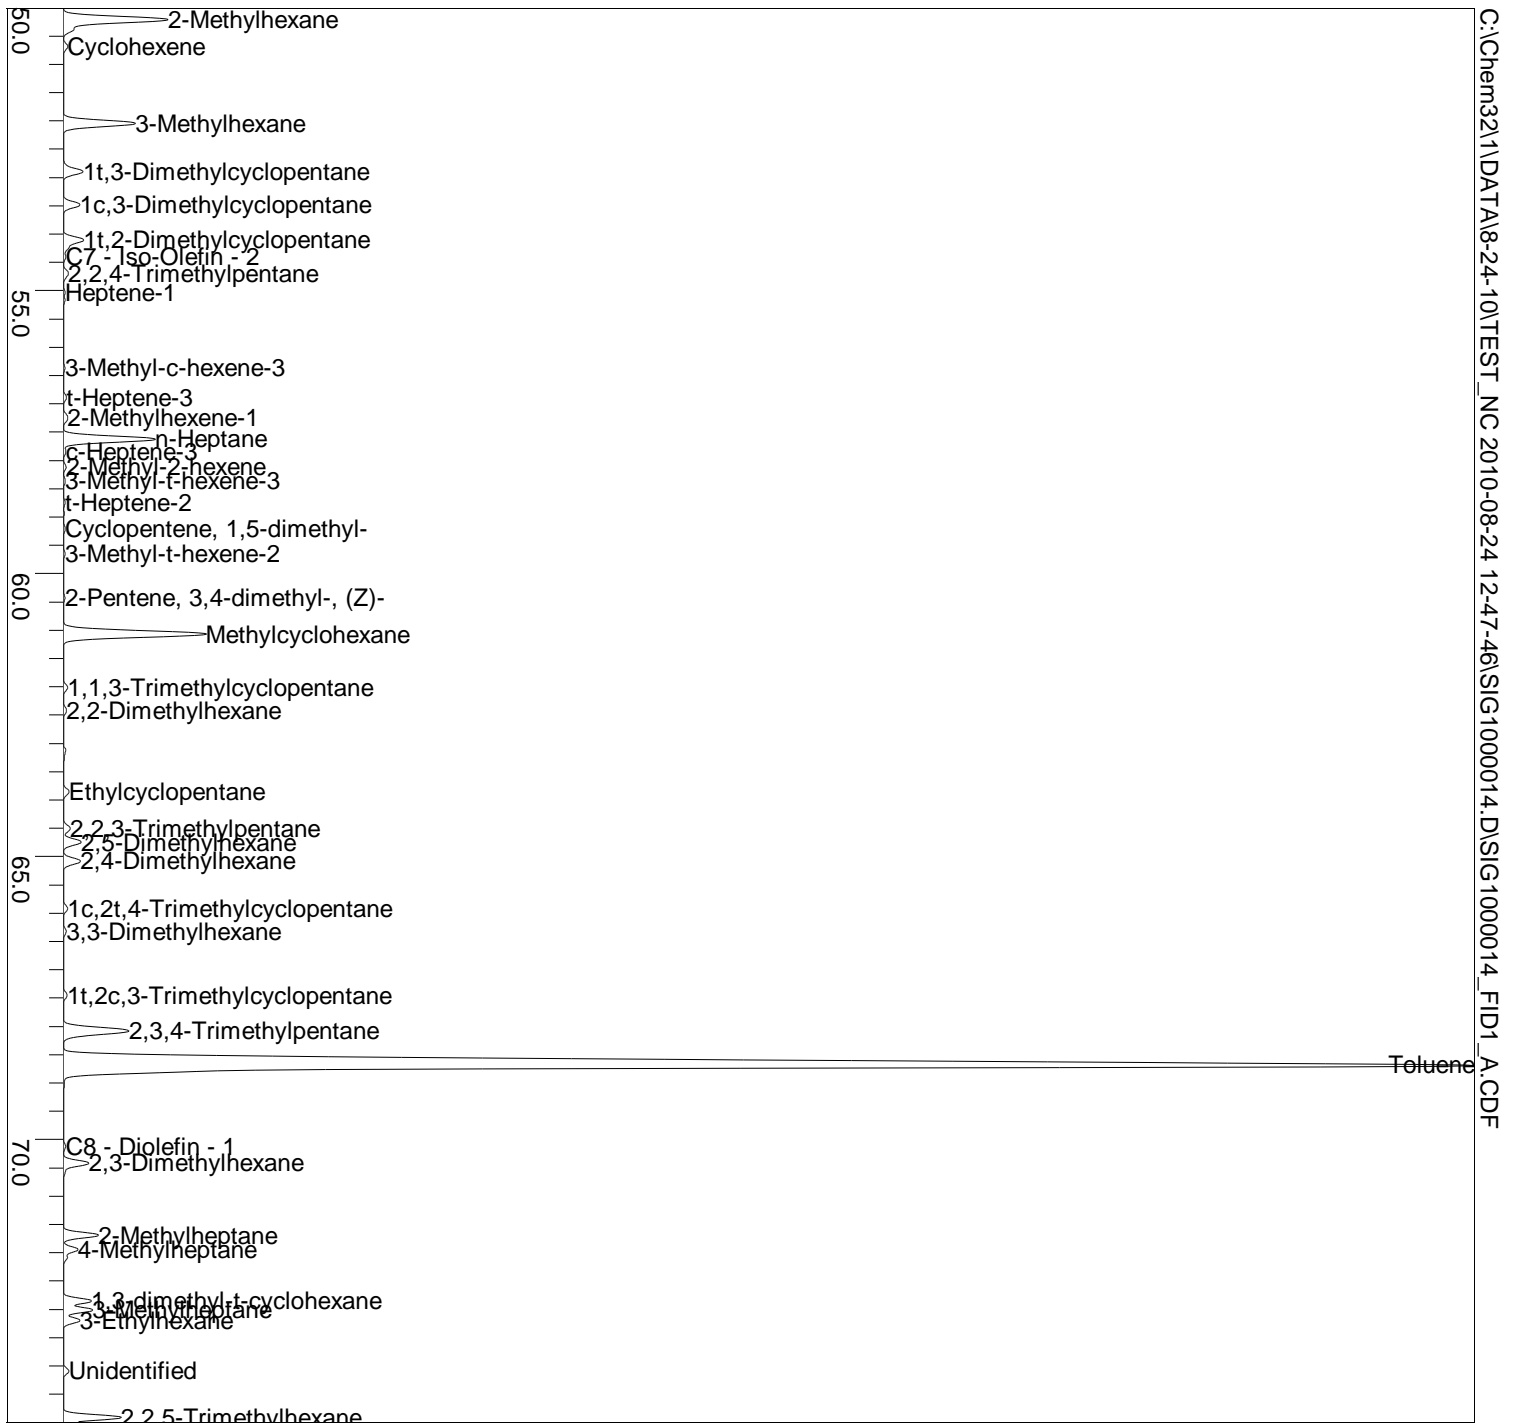 C:\Chem32\1\DATA\8-24-10\TEST_NC 2010-08-24 12-47-46\SIG1000014.D\SIG1000014_FID1_A.CDF
50.0
2-Methylhexane
Cyclohexene
3-Methylhexane
1t,3-Dimethylcyclopentane
1c,3-Dimethylcyclopentane
1t,2-Dimethylcyclopentane
C7 - Iso-Olefin - 2
2,2,4-Trimethylpentane
Heptene-1
55.0
3-Methyl-c-hexene-3
t-Heptene-3
2-Methylhexene-1
n-Heptane
c-Heptene-3
2-Methyl-2-hexene
3-Methyl-t-hexene-3
t-Heptene-2
Cyclopentene, 1,5-dimethyl-
3-Methyl-t-hexene-2
60.0
2-Pentene, 3,4-dimethyl-, (Z)-
Methylcyclohexane
1,1,3-Trimethylcyclopentane
2,2-Dimethylhexane
Ethylcyclopentane
2,2,3-Trimethylpentane
2,5-Dimethylhexane
2,4-Dimethylhexane
65.0
1c,2t,4-Trimethylcyclopentane
3,3-Dimethylhexane
1t,2c,3-Trimethylcyclopentane
2,3,4-Trimethylpentane
Toluene
70.0
C8 - Diolefin - 1
2,3-Dimethylhexane
2-Methylheptane
4-Methylheptane
1,3-dimethyl-t-cyclohexane
3-Methylheptane
3-Ethylhexane
Unidentified
2,2,5-Trimethylhexane